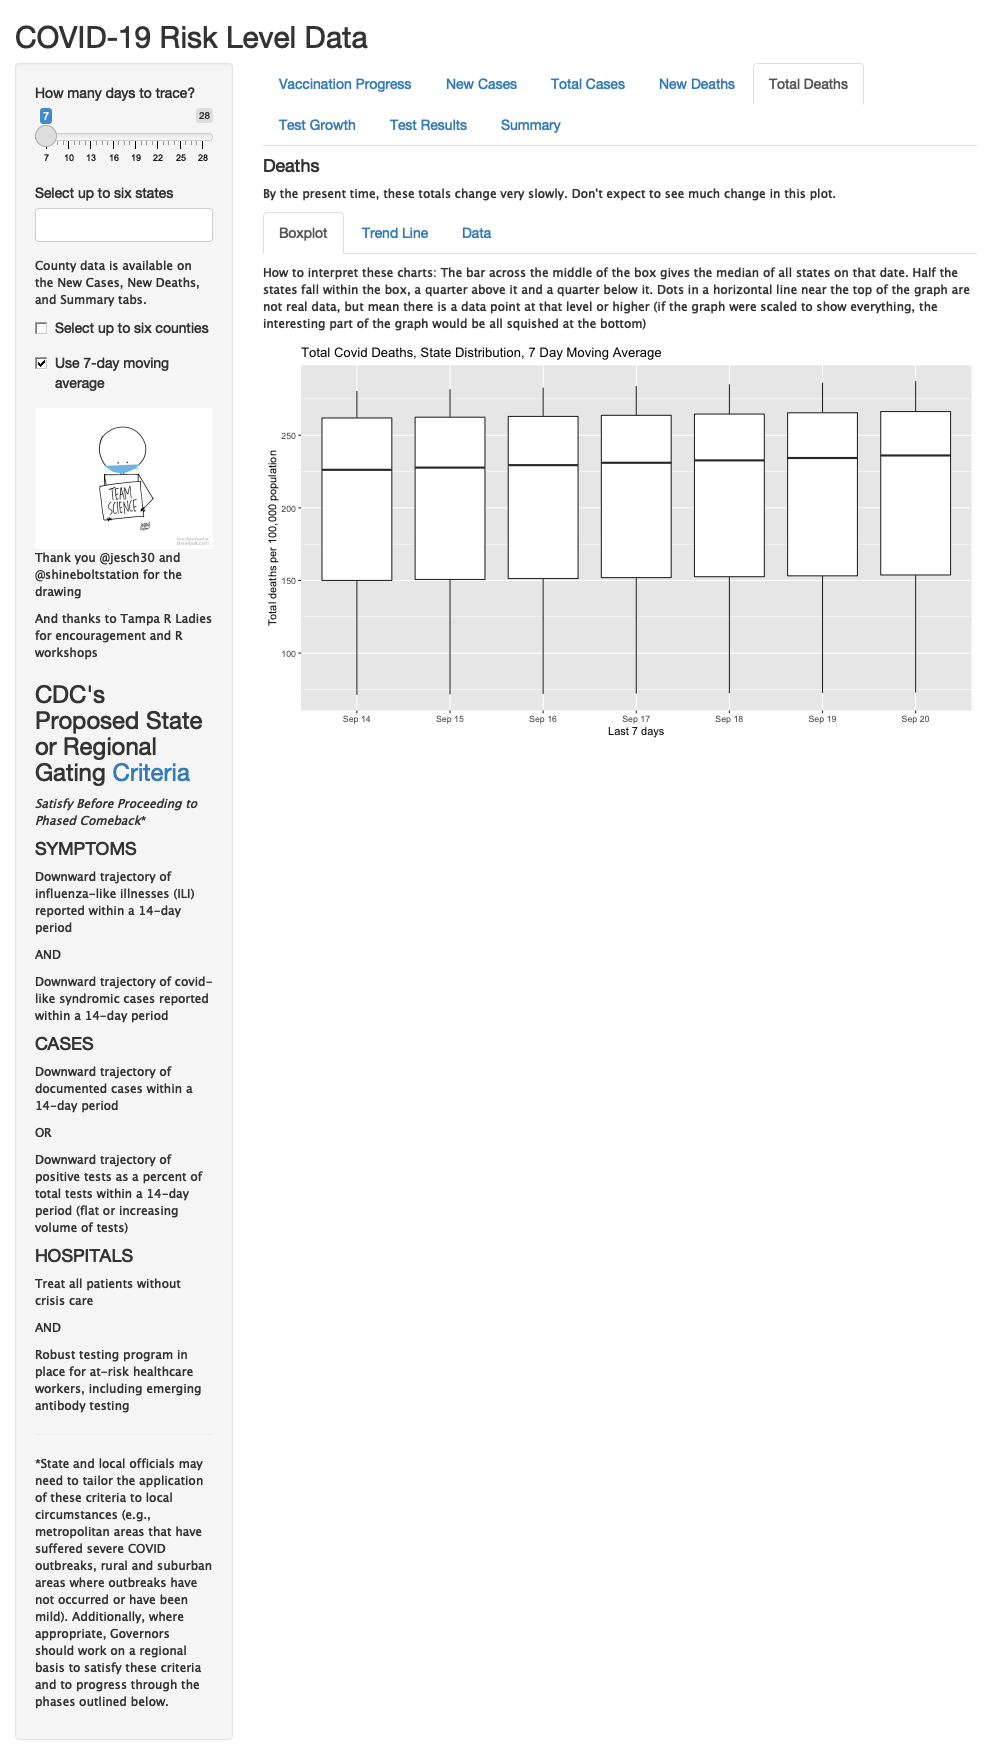 COVID-19 Risk Level Data
How many days to trace?
7
28
7 10 13 16 19 22 25 28
Select up to six states
County data is available on
the New Cases, New Deaths,
and Summary tabs.
Select up to six counties
Use 7-day moving
average
TEAM
SCIENCE
free download at
shinebolt.com
Thank you @jesch30 and
@shineboltstation for the
drawing
And thanks to Tampa R Ladies
for encouragement and R
workshops
CDC's
Proposed State
or Regional
Gating Criteria
Satisfy Before Proceeding to
Phased Comeback*
SYMPTOMS
Downward trajectory of
influenza-like illnesses (ILI)
reported within a 14-day
period
AND
Downward trajectory of covid-
like syndromic cases reported
within a 14-day period
CASES
Downward trajectory of
documented cases within a
14-day period
OR
Downward trajectory of
positive tests as a percent of
total tests within a 14-day
period (flat or increasing
volume of tests)
HOSPITALS
Treat all patients without
crisis care
AND
Robust testing program in
place for at-risk healthcare
workers, including emerging
antibody testing
*State and local officials may
need to tailor the application
of these criteria to local
circumstances (e.g.,
metropolitan areas that have
suffered severe COVID
outbreaks, rural and suburban
areas where outbreaks have
not occurred or have been
mild). Additionally, where
appropriate, Governors
should work on a regional
basis to satisfy these criteria
and to progress through the
phases outlined below.
Vaccination Progress New Cases Total Cases New Deaths Total Deaths
Test Growth Test Results Summary
Deaths
By the present time, these totals change very slowly. Don't expect to see much change in this plot.
Boxplot Trend Line Data
How to interpret these charts: The bar across the middle of the box gives the median of all states on that date. Half the
states fall within the box, a quarter above it and a quarter below it. Dots in a horizontal line near the top of the graph are
not real data, but mean there is a data point at that level or higher (if the graph were scaled to show everything, the
interesting part of the graph would be all squished at the bottom)
Total Covid Deaths, State Distribution, 7 Day Moving Average
Total deaths per 100,000 population
250
200
150
100
Sep 14 Sep 15 Sep 16 Sep 17 Sep 18 Sep 19 Sep 20
Last 7 days